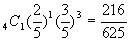 ₄C₁(2/5)¹(3/5)³ = 216/625